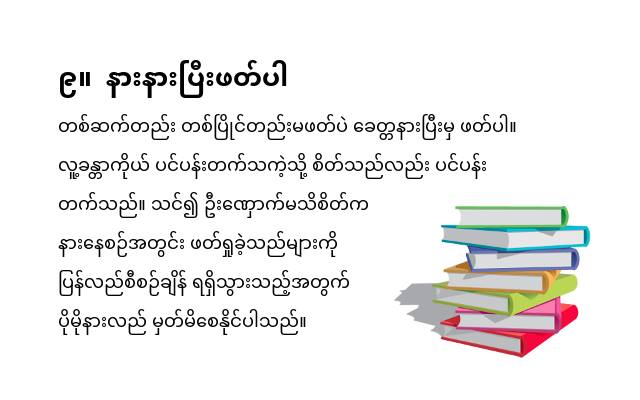 ၉။ နားနားပြီးဖတ်ပါ
တစ်ဆက်တည်း တစ်ပြိုင်တည်းမဖတ်ပဲ ခေတ္တနားပြီးမှ ဖတ်ပါ။
လူ့ခန္တာကိုယ် ပင်ပန်းတက်သကဲ့သို့ စိတ်သည်လည်း ပင်ပန်း
တက်သည်။ သင်၍ ဦးဏှောက်မသိစိတ်က
နားနေစဉ်အတွင်း ဖတ်ရှုခဲ့သည်များကို
ပြန်လည်စီစဉ်ချိန် ရရှိသွားသည့်အတွက်
ပိုမိုနားလည် မှတ်မိစေနိုင်ပါသည်။